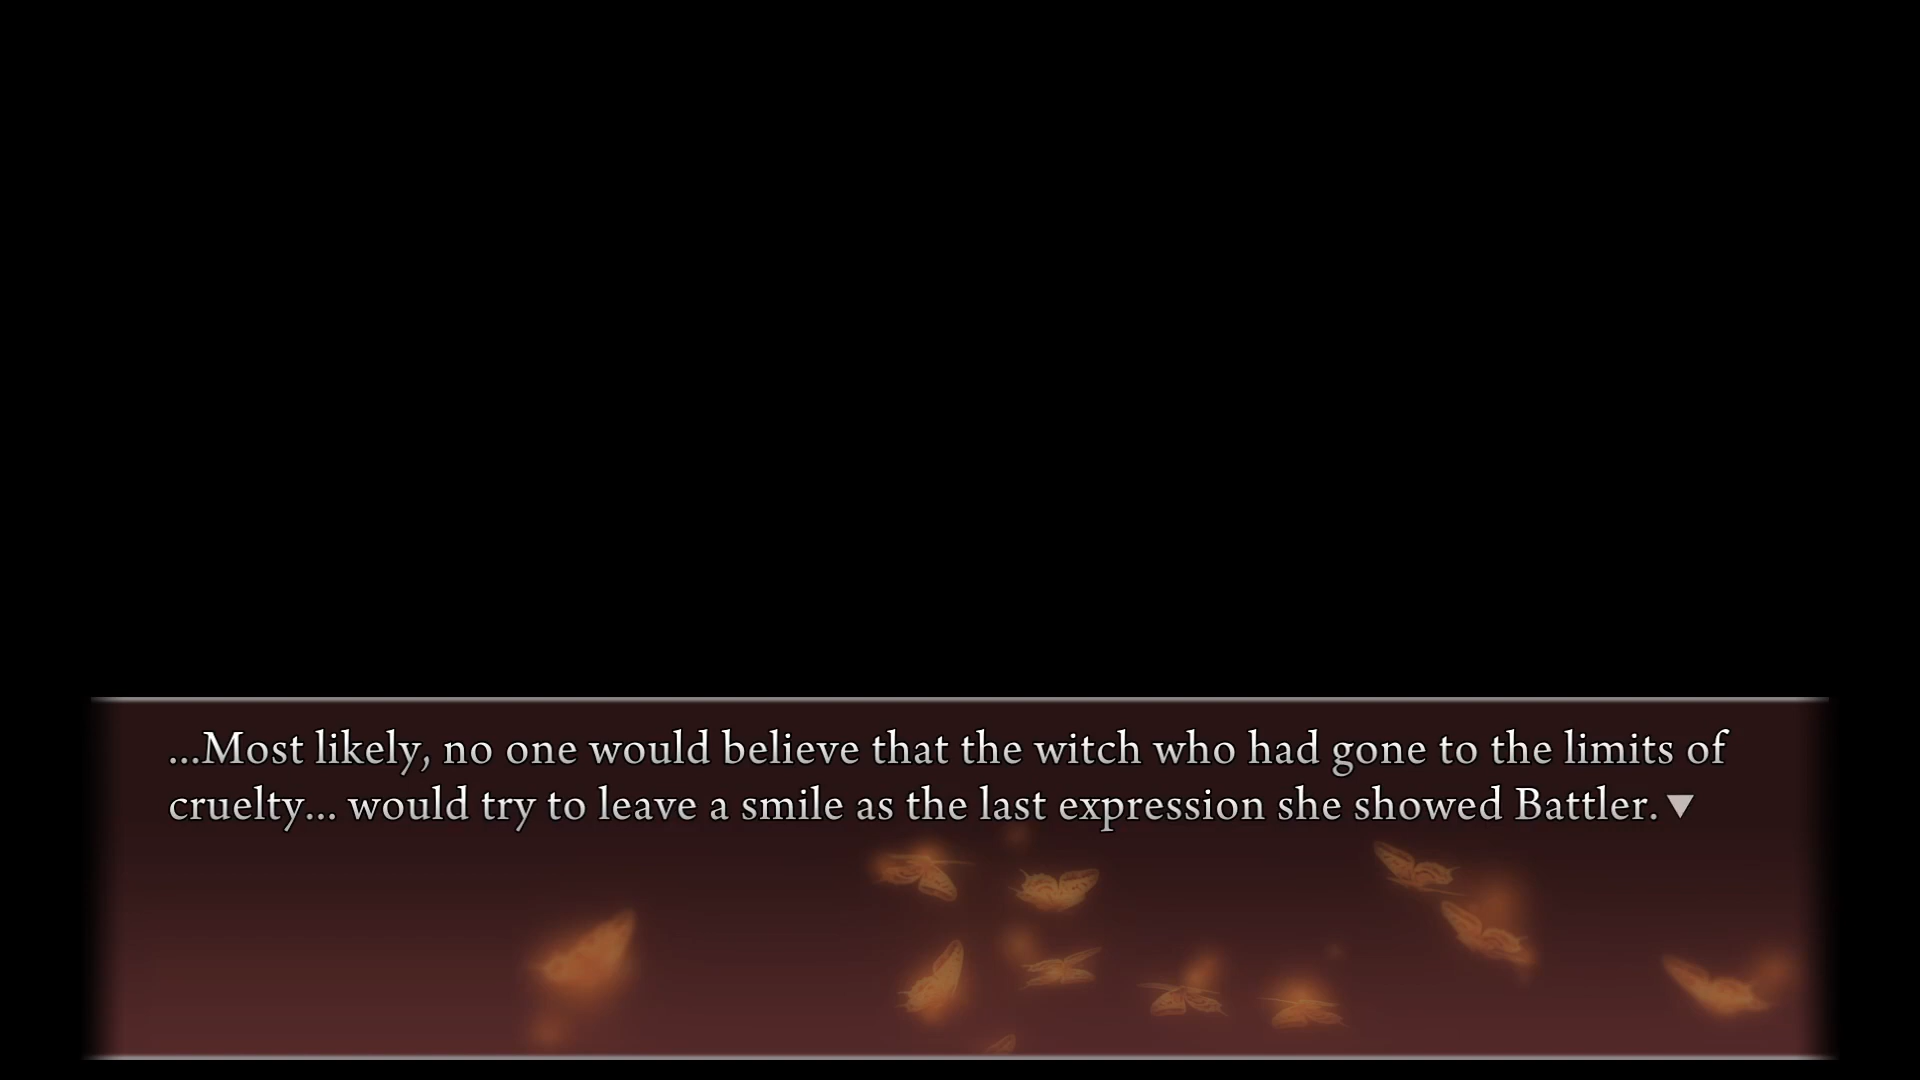 ...Most likely, no one would believe that the witch who had gone to the limits of
cruelty... would try to leave a smile as the last expression she showed Battler.